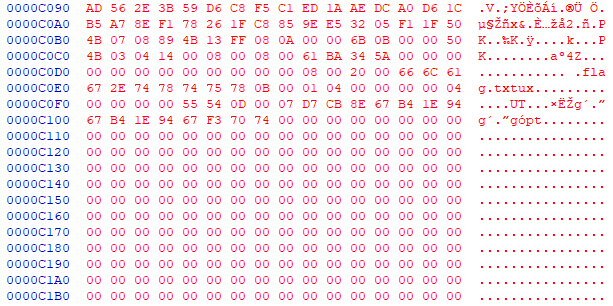 0000C090 AD 56 2E 3B 59 D6 C8 F5 C1 ED 1A AE DC A0 D6 1C .V.;YÖÈõÁí.®Ü Ö.
0000C0A0 B5 A7 8E F1 78 26 1F C8 85 9E E5 32 05 F1 1F 50 µ§Žñx&.È…žå2.ñ.P
0000C0B0 4B 07 08 89 4B 13 FF 08 0A 00 00 6B 0B 00 00 50 K..‰K.ÿ....k...P
0000C0C0 4B 03 04 14 00 08 00 08 00 61 BA 34 5A 00 00 00 K........aº4Z...
0000C0D0 00 00 00 00 00 00 00 00 00 08 00 20 00 66 6C 61 ........... .fla
0000C0E0 67 2E 74 78 74 75 78 0B 00 01 04 00 00 00 00 04 g.txtux.........
0000C0F0 00 00 00 00 55 54 0D 00 07 D7 CB 8E 67 B4 1E 94 ....UT...×ËŽg´.”
0000C100 67 B4 1E 94 67 F3 70 74 00 00 00 00 00 00 00 00 g´.”gópt........
0000C110 00 00 00 00 00 00 00 00 00 00 00 00 00 00 00 00 ................
0000C120 00 00 00 00 00 00 00 00 00 00 00 00 00 00 00 00 ................
0000C130 00 00 00 00 00 00 00 00 00 00 00 00 00 00 00 00 ................
0000C140 00 00 00 00 00 00 00 00 00 00 00 00 00 00 00 00 ................
0000C150 00 00 00 00 00 00 00 00 00 00 00 00 00 00 00 00 ................
0000C160 00 00 00 00 00 00 00 00 00 00 00 00 00 00 00 00 ................
0000C170 00 00 00 00 00 00 00 00 00 00 00 00 00 00 00 00 ................
0000C180 00 00 00 00 00 00 00 00 00 00 00 00 00 00 00 00 ................
0000C190 00 00 00 00 00 00 00 00 00 00 00 00 00 00 00 00 ................
0000C1A0 00 00 00 00 00 00 00 00 00 00 00 00 00 00 00 00 ................
0000C1B0 00 00 00 00 00 00 00 00 00 00 00 00 00 00 00 00 ................